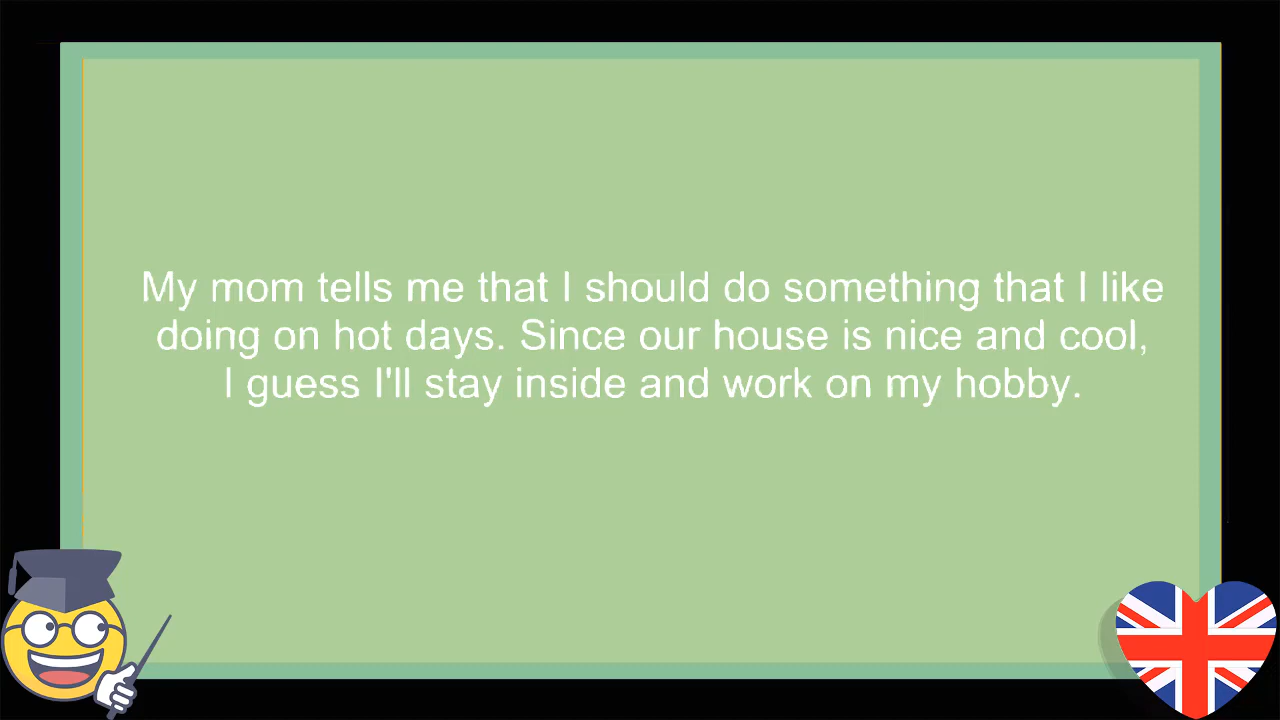 My mom tells me that I should do something that I like
doing on hot days. Since our house is nice and cool,
I guess I'll stay inside and work on my hobby.